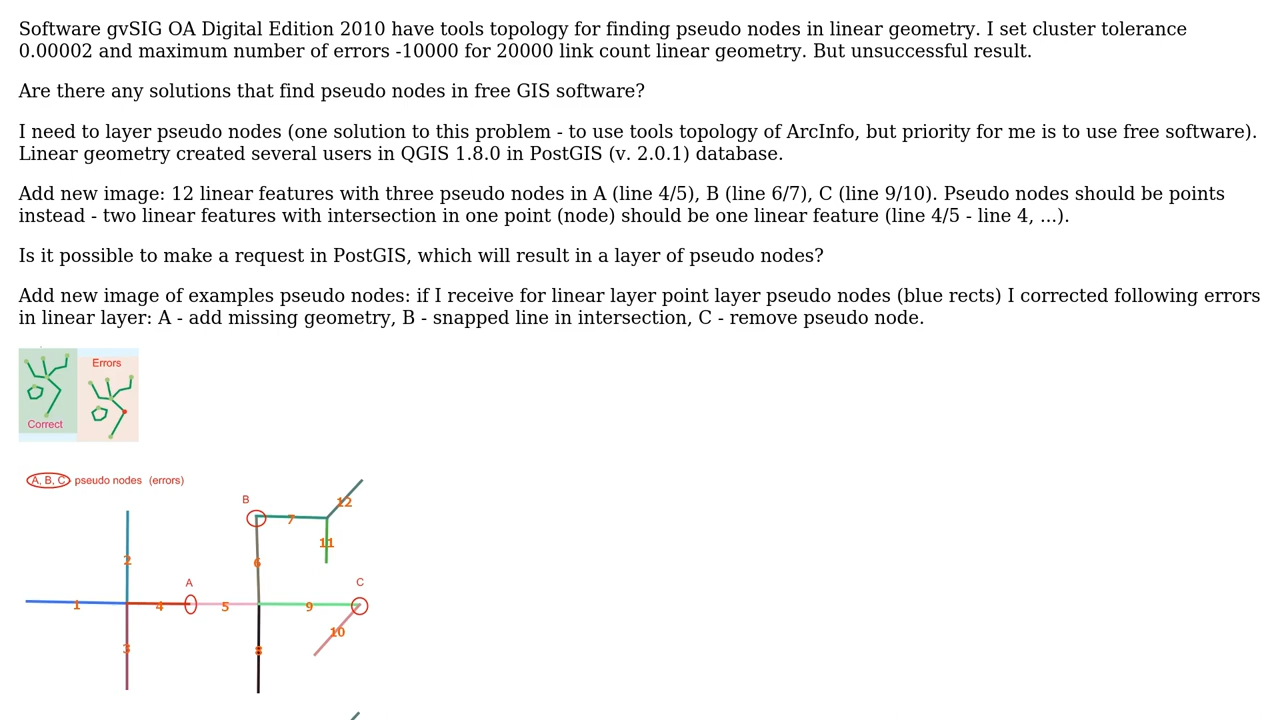 Software gvSIG OA Digital Edition 2010 have tools topology for finding pseudo nodes in linear geometry. I set cluster tolerance
0.00002 and maximum number of errors -10000 for 20000 link count linear geometry. But unsuccessful result.
Are there any solutions that find pseudo nodes in free GIS software?
I need to layer pseudo nodes (one solution to this problem - to use tools topology of ArcInfo, but priority for me is to use free software).
Linear geometry created several users in QGIS 1.8.0 in PostGIS (v. 2.0.1) database.
Add new image: 12 linear features with three pseudo nodes in A (line 4/5), B (line 6/7), C (line 9/10). Pseudo nodes should be points
instead - two linear features with intersection in one point (node) should be one linear feature (line 4/5 - line 4, ...).
Is it possible to make a request in PostGIS, which will result in a layer of pseudo nodes?
Add new image of examples pseudo nodes: if I receive for linear layer point layer pseudo nodes (blue rects) I corrected following errors
in linear layer: A - add missing geometry, B - snapped line in intersection, C - remove pseudo node.
Errors
Correct
A, B, C pseudo nodes (errors)
B
12
7
11
2
6
A
C
1
4
5
9
10
3
8